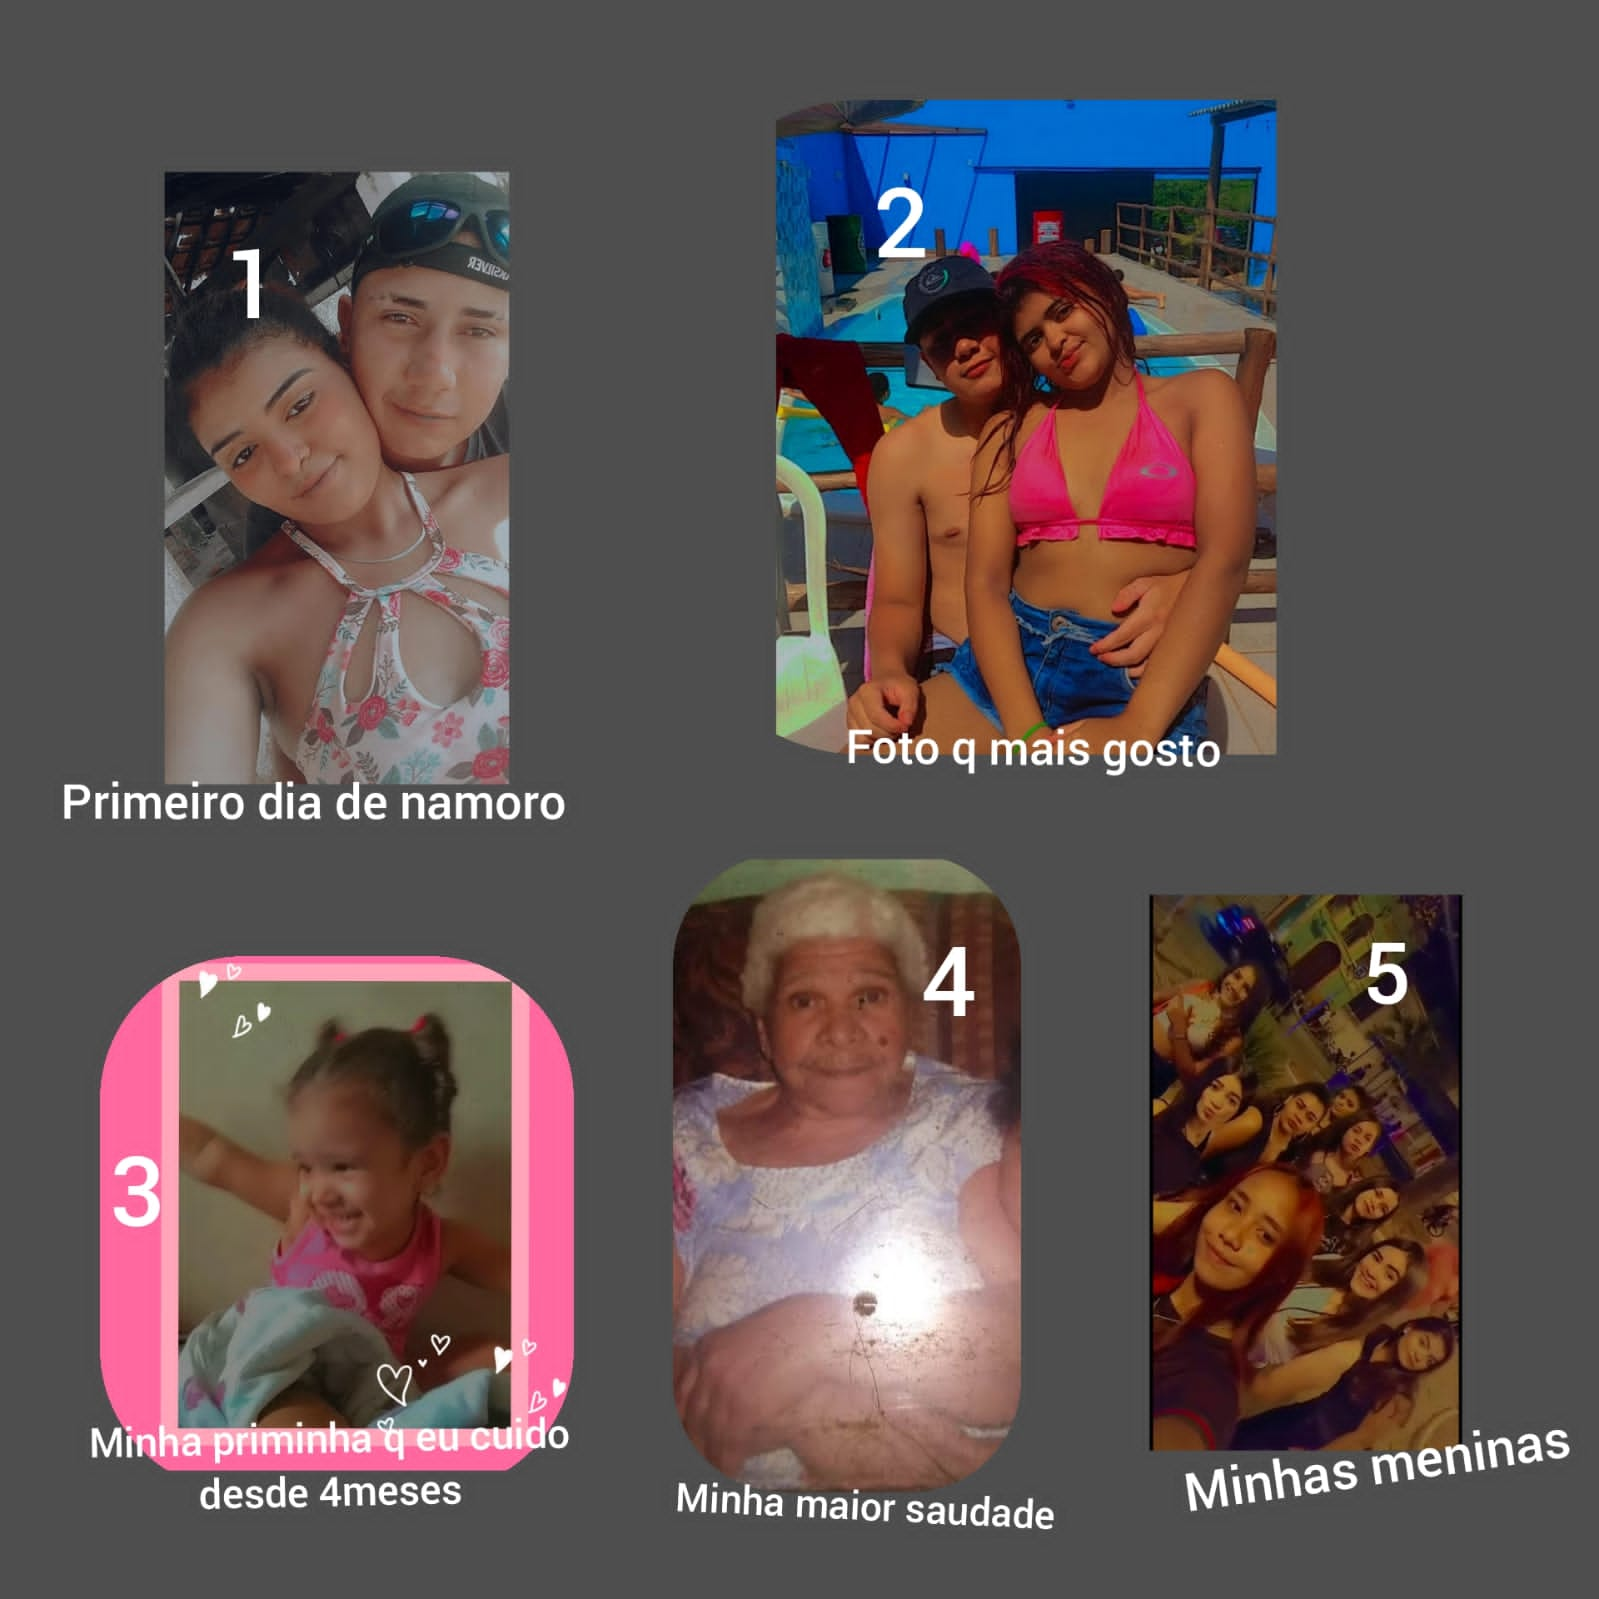 1
2
Primeiro dia de namoro
Foto q mais gosto
3
4
5
Minha priminha q eu cuido
desde 4meses
Minha maior saudade
Minhas meninas